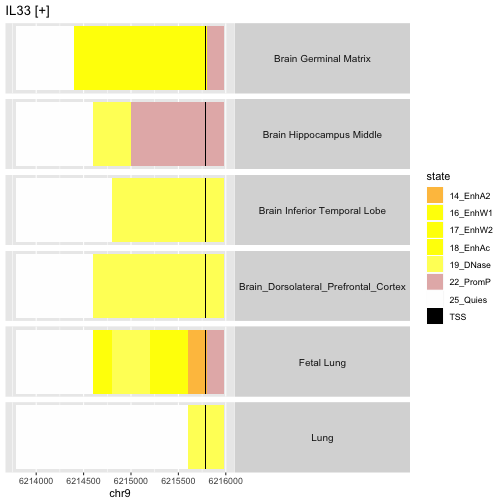 IL33 [+]
Brain Germinal Matrix
Brain Hippocampus Middle
Brain Inferior Temporal Lobe
Brain_Dorsolateral_Prefrontal_Cortex
Fetal Lung
Lung
state
14_EnhA2
16_EnhW1
17_EnhW2
18_EnhAc
19_DNase
22_PromP
25_Quies
TSS
6214000 6214500 6215000 6215500 6216000
chr9